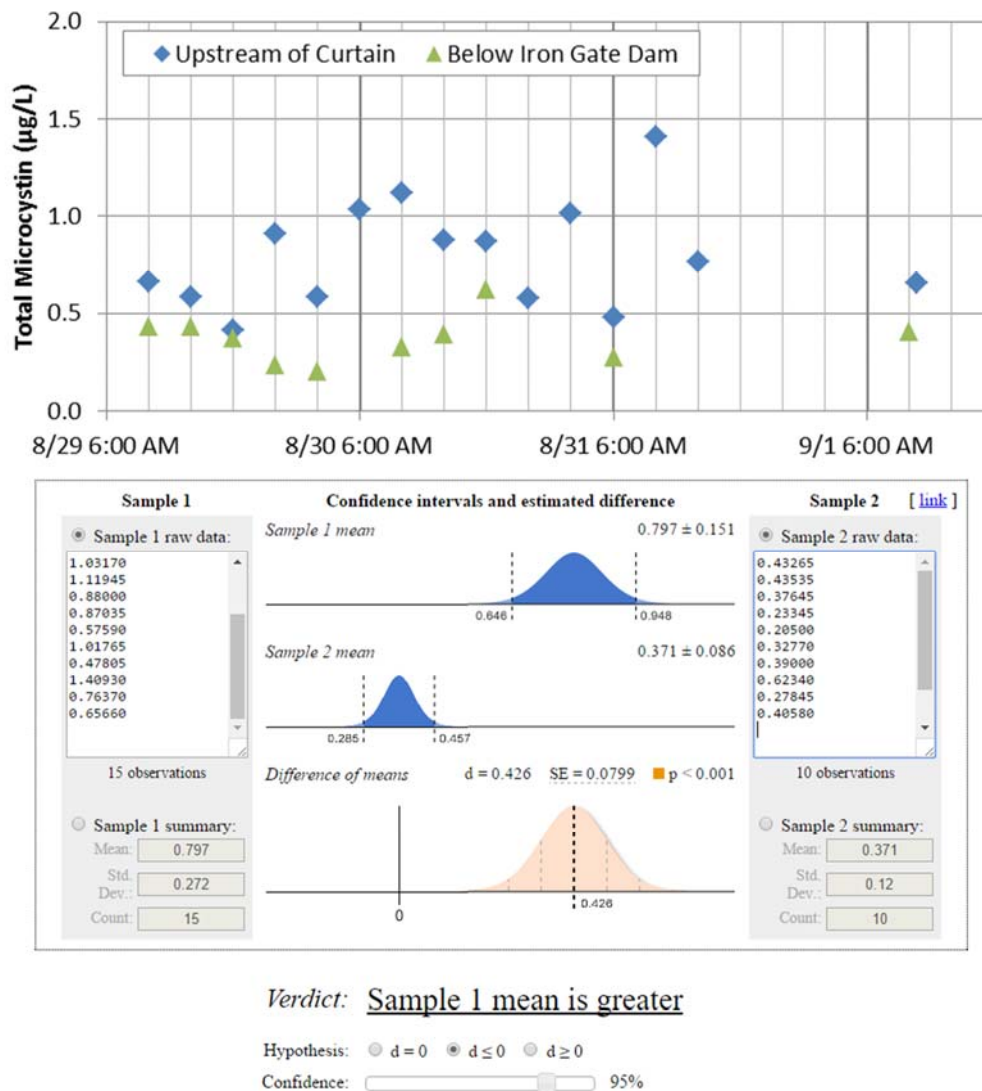 2.0
Upstream of Curtain Below Iron Gate Dam
1.5
1.0
0.5
0.0
Total Microcystin (µg/L)
8/29 6:00 AM 8/30 6:00 AM 8/31 6:00 AM 9/1 6:00 AM
Sample 1
Sample 1 raw data:
1.03170
1.11945
0.88000
0.87035
0.57590
1.01765
0.47805
1.40930
0.76370
0.65660
15 observations
Sample 1 summary:
Mean: 0.797
Std.
Dev.: 0.272
Count: 15
Confidence intervals and estimated difference
Sample 1 mean 0.797 ± 0.151
0.646 0.948
Sample 2 mean 0.371 ± 0.086
0.285 0.457
Difference of means d = 0.426 SE = 0.0799 p < 0.001
0 0.426
Sample 2 [ link ]
Sample 2 raw data:
0.43265
0.43535
0.37645
0.23345
0.20500
0.32770
0.39000
0.62340
0.27845
0.40580
10 observations
Sample 2 summary:
Mean: 0.371
Std.
Dev.: 0.12
Count: 10
Verdict: Sample 1 mean is greater
Hypothesis: d = 0 d ≤ 0 d ≥ 0
Confidence: 95%